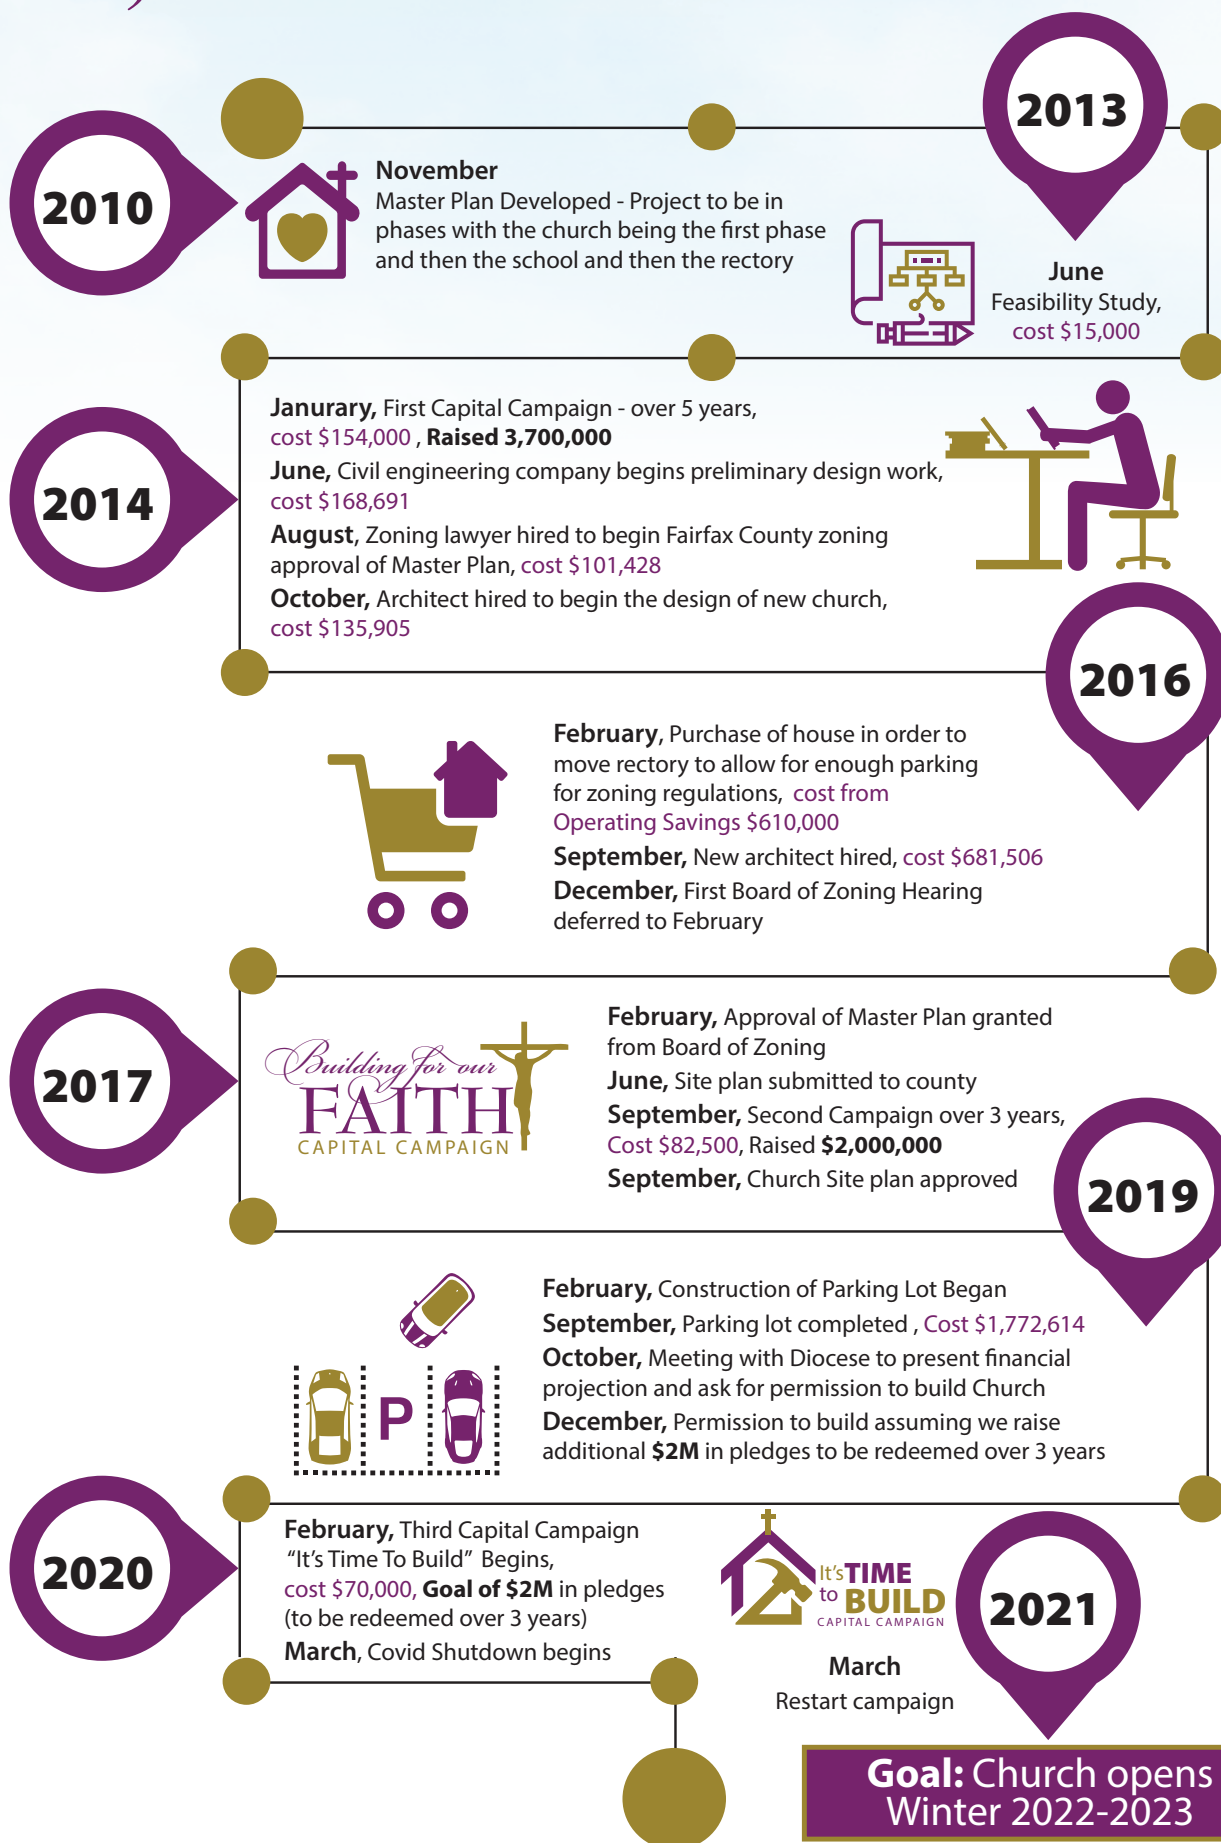 2010
November
Master Plan Developed - Project to be in
phases with the church being the first phase
and then the school and then the rectory
2013
June
Feasibility Study,
cost $15,000
2014
Janurary, First Capital Campaign - over 5 years,
cost $154,000 , Raised 3,700,000
June, Civil engineering company begins preliminary design work,
cost $168,691
August, Zoning lawyer hired to begin Fairfax County zoning
approval of Master Plan, cost $101,428
October, Architect hired to begin the design of new church,
cost $135,905
2016
February, Purchase of house in order to
move rectory to allow for enough parking
for zoning regulations, cost from
Operating Savings $610,000
September, New architect hired, cost $681,506
December, First Board of Zoning Hearing
deferred to February
2017
Building for our
FAITH
CAPITAL CAMPAIGN
February, Approval of Master Plan granted
from Board of Zoning
June, Site plan submitted to county
September, Second Campaign over 3 years,
Cost $82,500, Raised $2,000,000
September, Church Site plan approved
2019
P
February, Construction of Parking Lot Began
September, Parking lot completed , Cost $1,772,614
October, Meeting with Diocese to present financial
projection and ask for permission to build Church
December, Permission to build assuming we raise
additional $2M in pledges to be redeemed over 3 years
2020
February, Third Capital Campaign
“It’s Time To Build” Begins,
cost $70,000, Goal of $2M in pledges
(to be redeemed over 3 years)
March, Covid Shutdown begins
It’s TIME
to BUILD
CAPITAL CAMPAIGN
2021
March
Restart campaign
Goal: Church opens
Winter 2022-2023